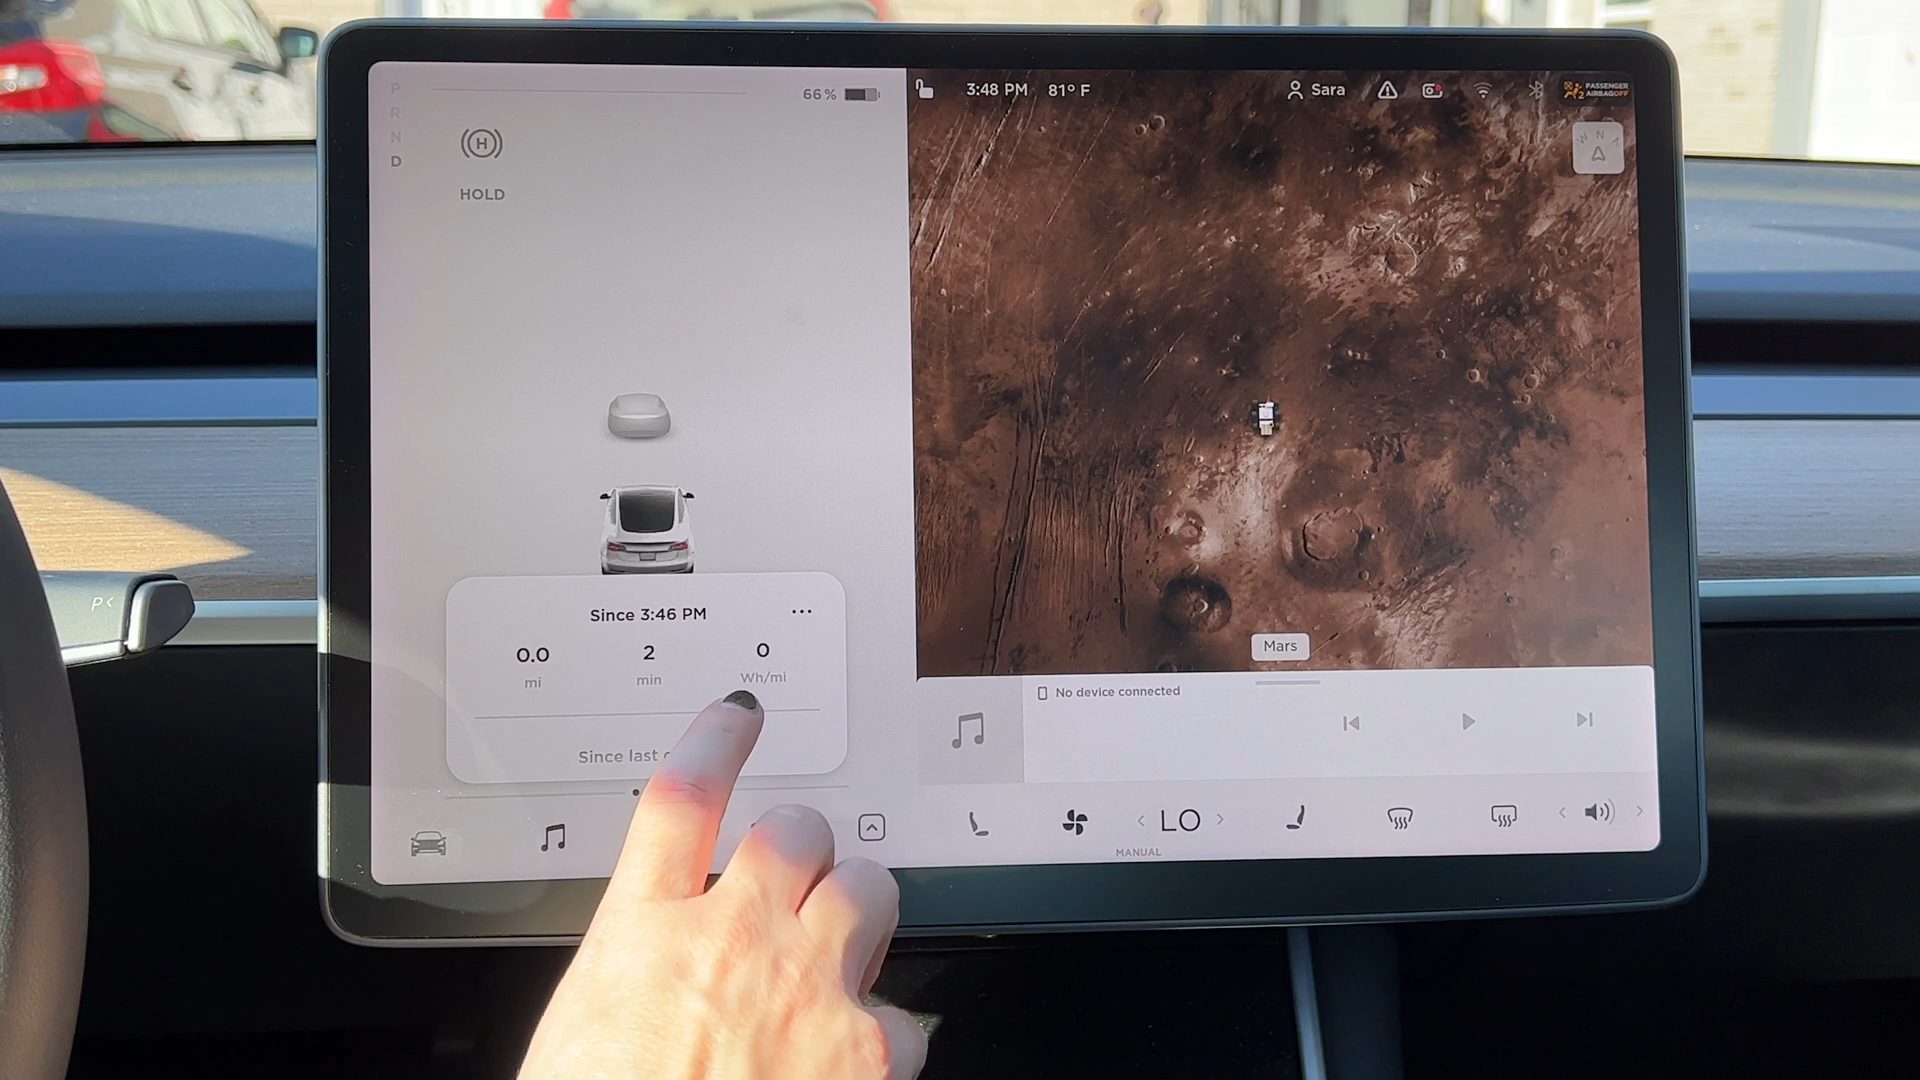 P
R
N
D
66 %
H
HOLD
3:48 PM 81° F
Sara
2
PASSENGER
AIRBAG OFF
N
Since 3:46 PM
0.0 2 0
mi min Wh/mi
Since last
Mars
No device connected
LO
MANUAL
P<